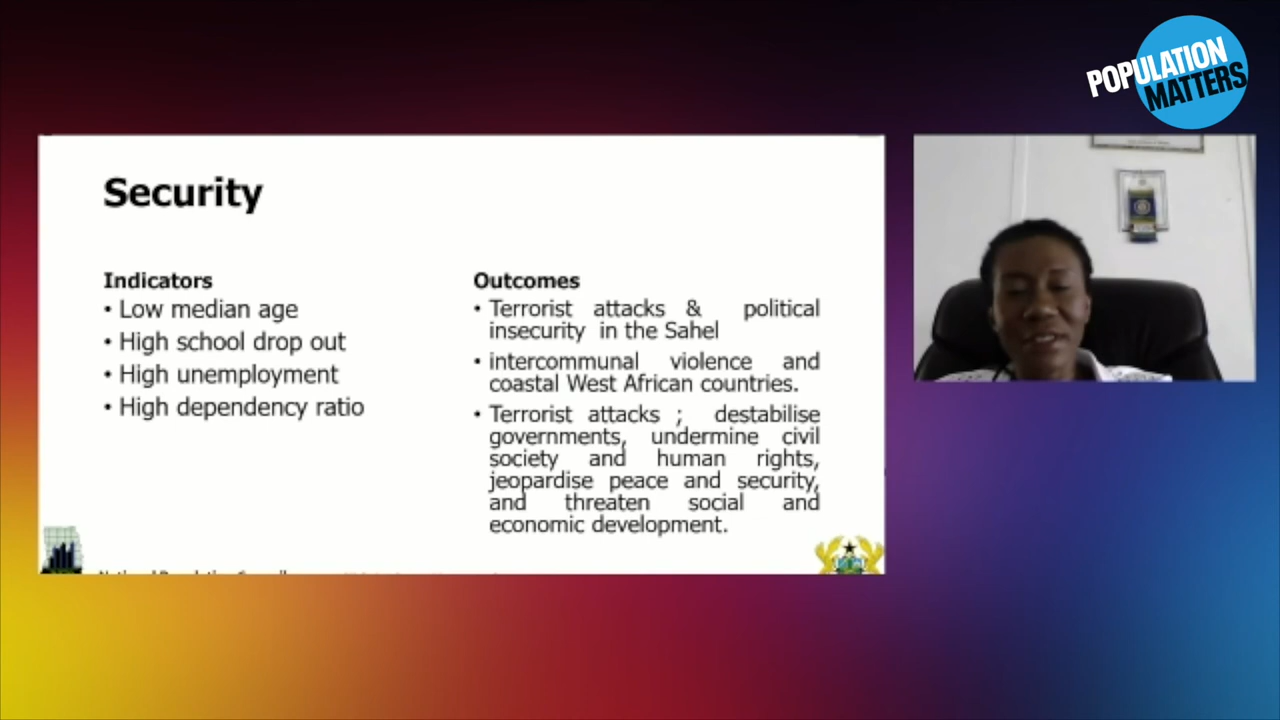 POPULATION
MATTERS
Security
Indicators
• Low median age
• High school drop out
• High unemployment
• High dependency ratio
Outcomes
• Terrorist attacks & political
insecurity in the Sahel
• intercommunal violence and
coastal West African countries.
• Terrorist attacks ; destabilise
governments, undermine civil
society and human rights,
jeopardise peace and security,
and threaten social and
economic development.